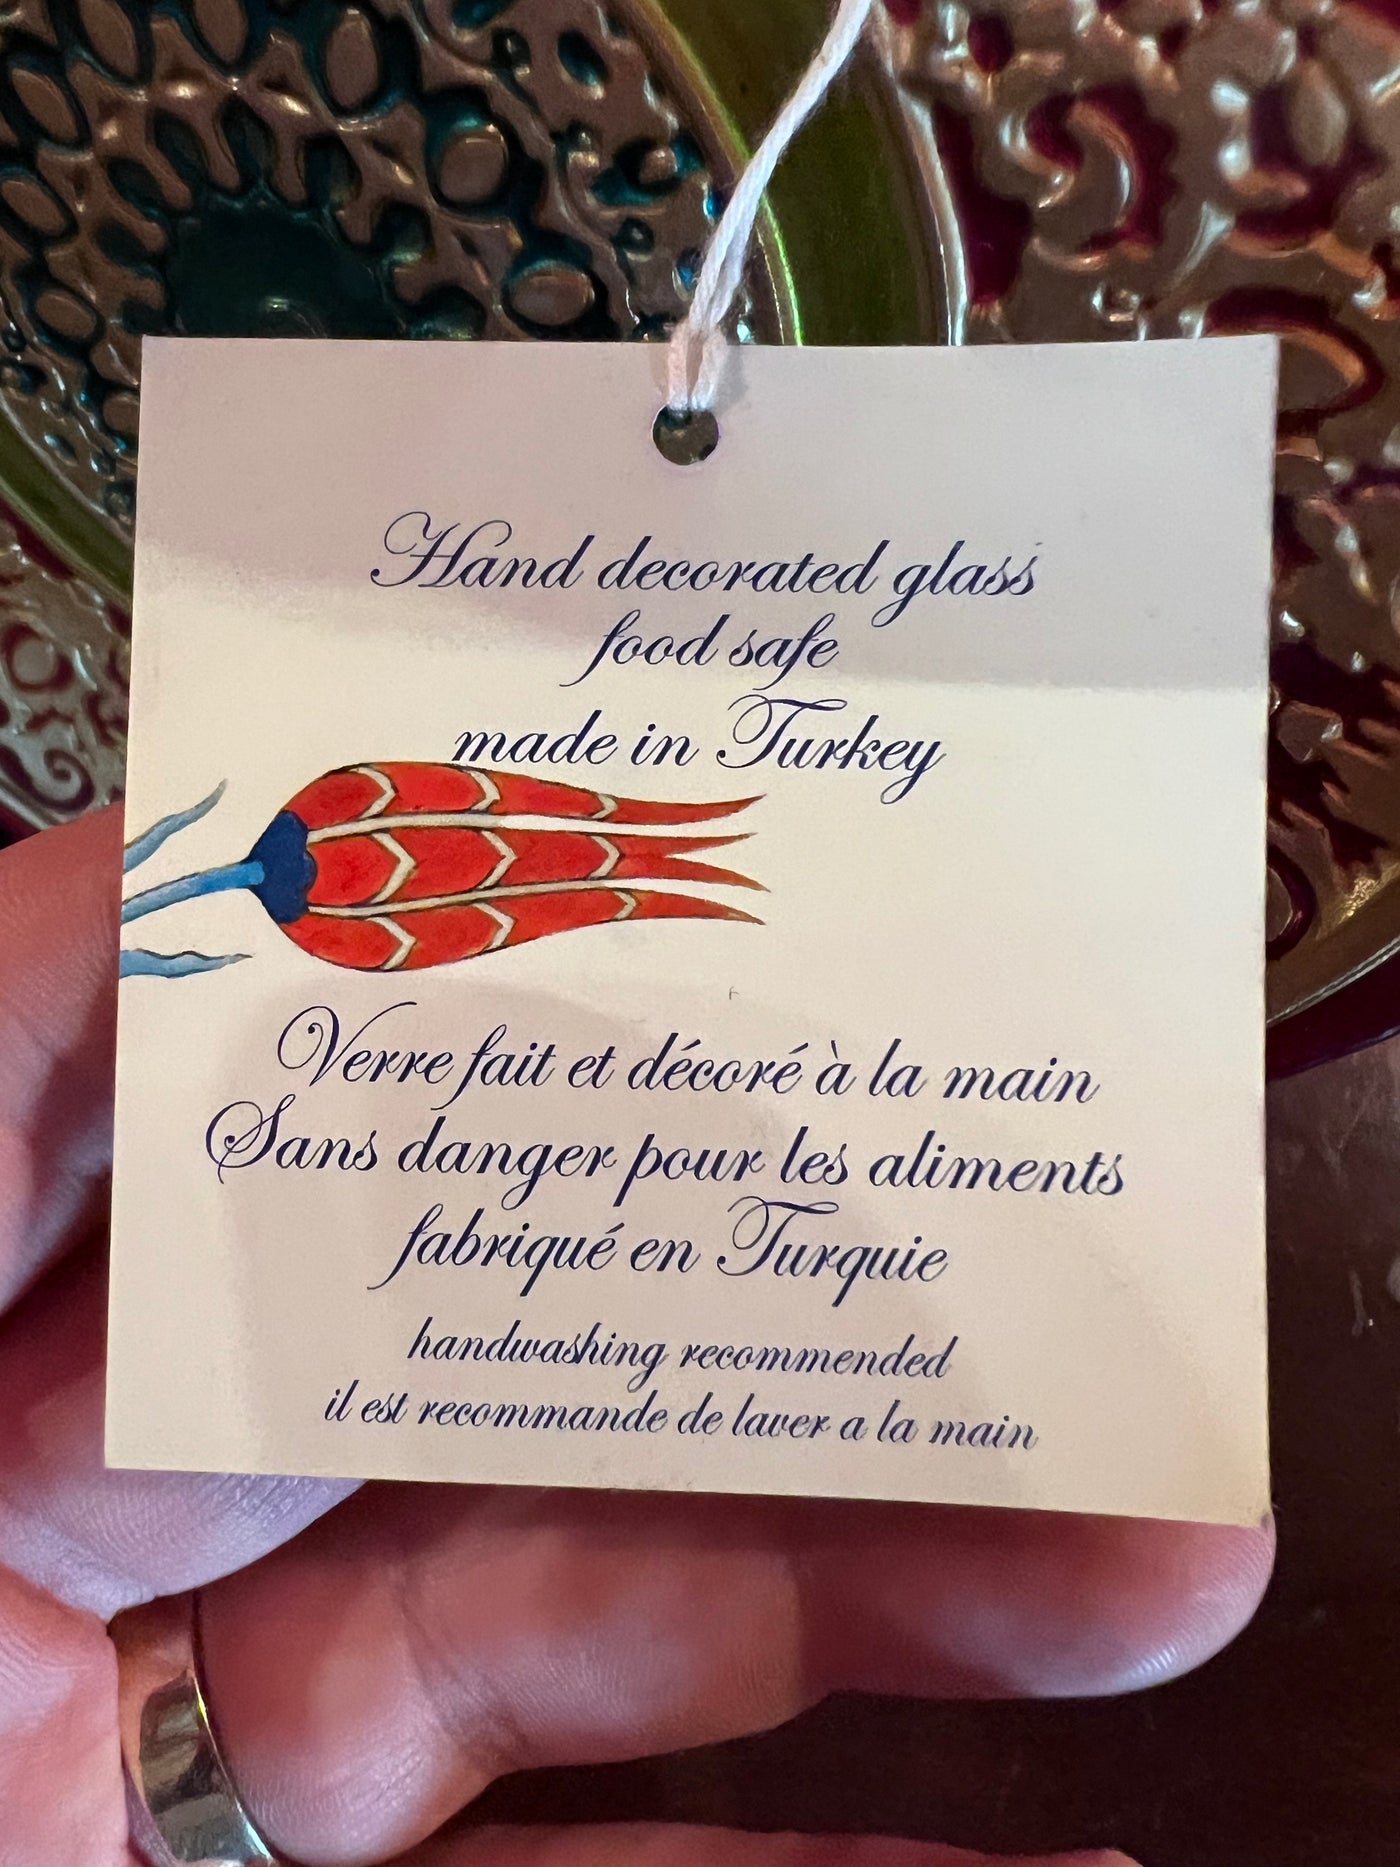 Hand decorated glass
food safe
made in Turkey
Verre fait et décoré à la main
Sans danger pour les aliments
fabriqué en Turquie
handwashing recommended
il est recommande de laver a la main